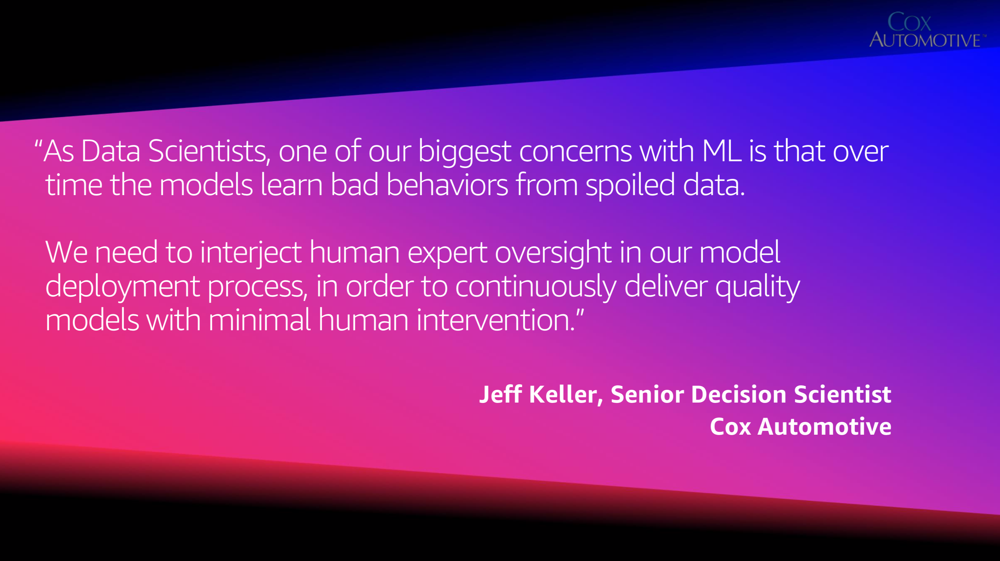 COX
AUTOMOTIVE™
“As Data Scientists, one of our biggest concerns with ML is that over
time the models learn bad behaviors from spoiled data.
We need to interject human expert oversight in our model
deployment process, in order to continuously deliver quality
models with minimal human intervention.”
Jeff Keller, Senior Decision Scientist
Cox Automotive